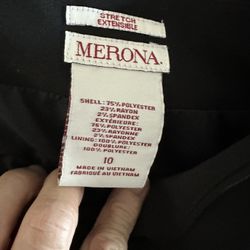 STRETCH
EXTENSIBLE
MERONA.
SHELL: 75% POLYESTER
23% RAYON
2% SPANDEX
EXTÉRIEURE:
75% POLYESTER
23% RAYONNE
2% SPANDEX
LINING: 100% POLYESTER
DOUBLURE:
100% POLYESTER
10
MADE IN VIETNAM
FABRIQUÉ AU VIETNAM